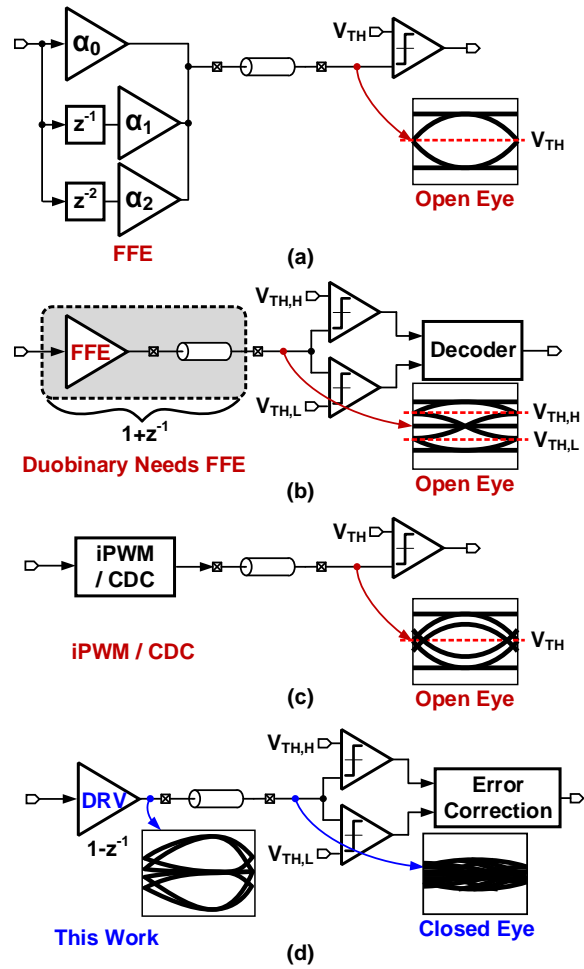 α0
z-1
α1
z-2
α2
FFE
VTH
VTH
Open Eye
(a)
FFE
1+z-1
Duobinary Needs FFE
VTH,H
VTH,L
Decoder
VTH,H
VTH,L
Open Eye
(b)
iPWM
/ CDC
iPWM / CDC
VTH
VTH
Open Eye
(c)
DRV
1-z-1
This Work
VTH,H
VTH,L
Error
Correction
Closed Eye
(d)